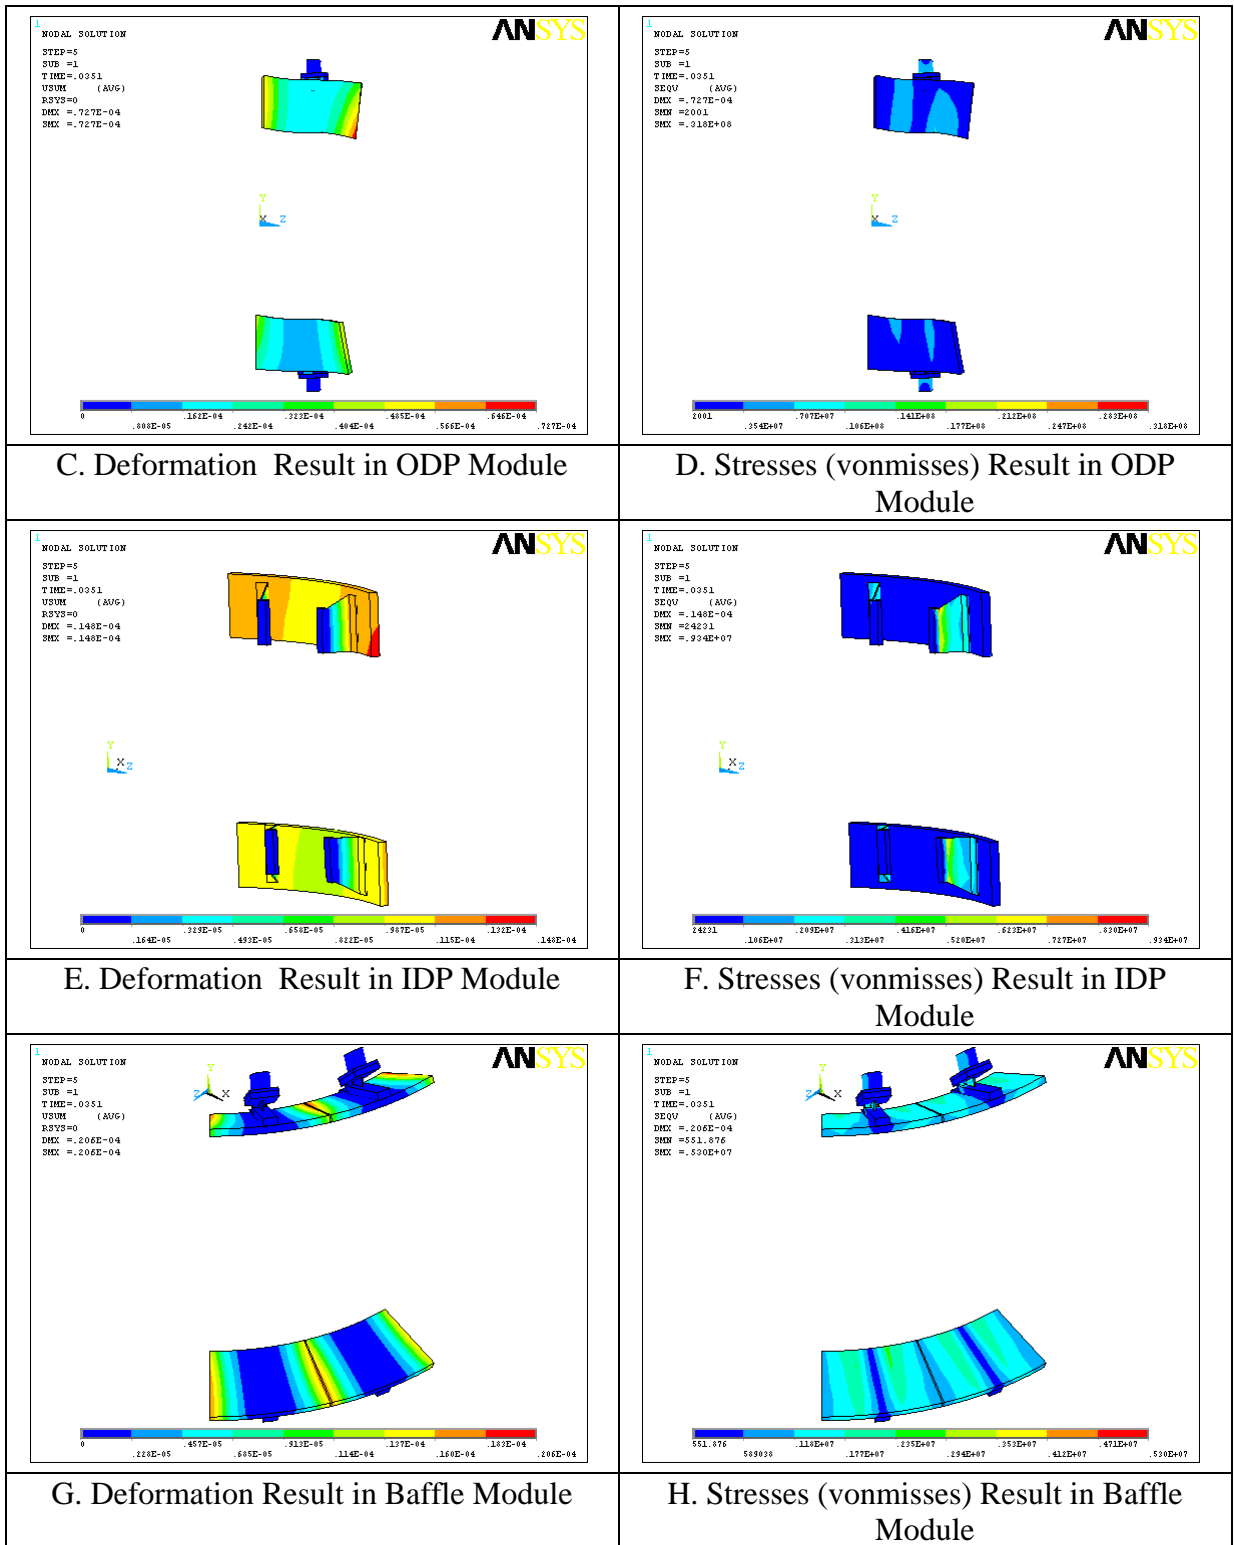 1
NODAL SOLUTION
STEP=5
SUB =1
TIME=.0351
USUM (AVG)
RSYS=0
DMX =.727E-04
SMX =.727E-04
ANSYS
Y
X Z
0 .162E-04 .323E-04 .485E-04 .646E-04
.808E-05 .242E-04 .404E-04 .566E-04 .727E-04
1
NODAL SOLUTION
STEP=5
SUB =1
TIME=.0351
SEQV (AVG)
DMX =.727E-04
SMN =2001
SMX =.318E+08
ANSYS
Y
X Z
2001 .707E+07 .141E+08 .212E+08 .283E+08
.354E+07 .106E+08 .177E+08 .247E+08 .318E+08
C. Deformation Result in ODP Module
D. Stresses (vonmisses) Result in ODP
Module
1
NODAL SOLUTION
STEP=5
SUB =1
TIME=.0351
USUM (AVG)
RSYS=0
DMX =.148E-04
SMX =.148E-04
ANSYS
Y
X Z
0 .329E-05 .658E-05 .987E-05 .132E-04
.164E-05 .493E-05 .822E-05 .115E-04 .148E-04
1
NODAL SOLUTION
STEP=5
SUB =1
TIME=.0351
SEQV (AVG)
DMX =.148E-04
SMN =24231
SMX =.934E+07
ANSYS
Y
X Z
24231 .209E+07 .416E+07 .623E+07 .830E+07
.106E+07 .313E+07 .520E+07 .727E+07 .934E+07
E. Deformation Result in IDP Module
F. Stresses (vonmisses) Result in IDP
Module
1
NODAL SOLUTION
STEP=5
SUB =1
TIME=.0351
USUM (AVG)
RSYS=0
DMX =.206E-04
SMX =.206E-04
ANSYS
Y
Z X
0 .457E-05 .913E-05 .137E-04 .183E-04
.228E-05 .685E-05 .114E-04 .160E-04 .206E-04
1
NODAL SOLUTION
STEP=5
SUB =1
TIME=.0351
SEQV (AVG)
DMX =.206E-04
SMN =551.876
SMX =.530E+07
ANSYS
Y
Z X
551.876 .118E+07 .235E+07 .353E+07 .471E+07
589038 .177E+07 .294E+07 .412E+07 .530E+07
G. Deformation Result in Baffle Module
H. Stresses (vonmisses) Result in Baffle
Module